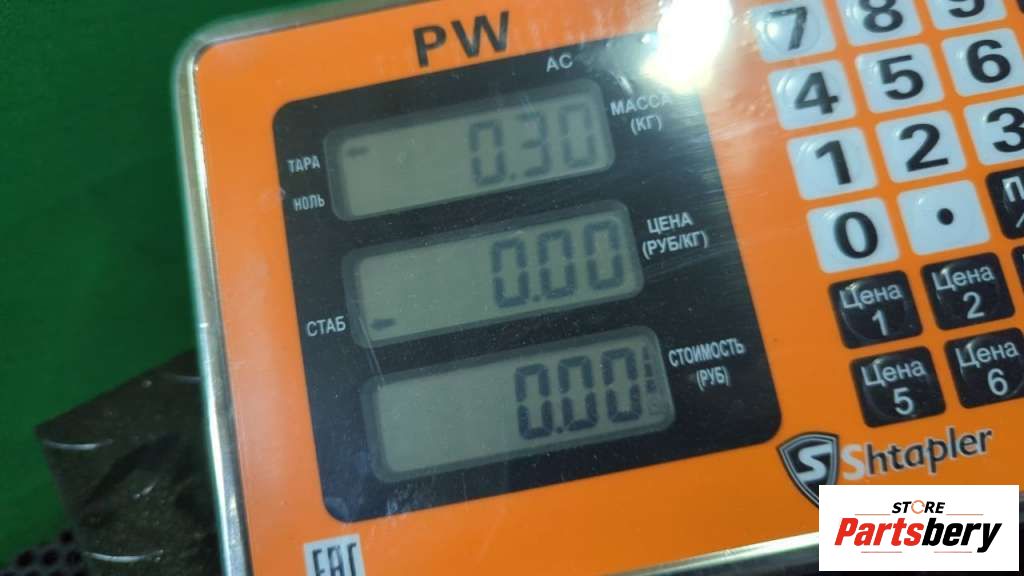 PW
AC
ТАРА
НОЛЬ
0.30
МАССА
(КГ)
СТАБ
0.00
ЦЕНА
(РУБ/КГ)
0.00
СТОИМОСТЬ
(РУБ)
7 8 9
4 5 6
1 2 3
0 .
Цена
1
Цена
2
Цена
5
Цена
6
Shtapler
EAC
STORE
Partsbery